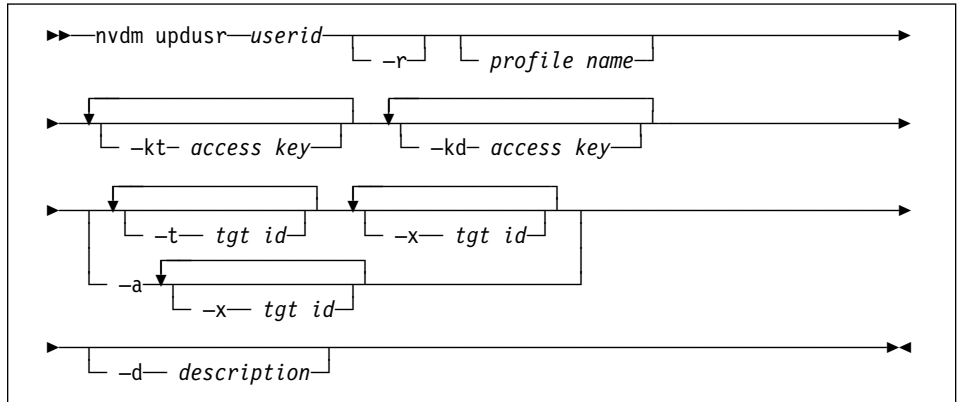 nvdm updusr userid
–r profile name
–kt access key –kd access key
–t tgt id –x tgt id
–a
–x tgt id
–d description